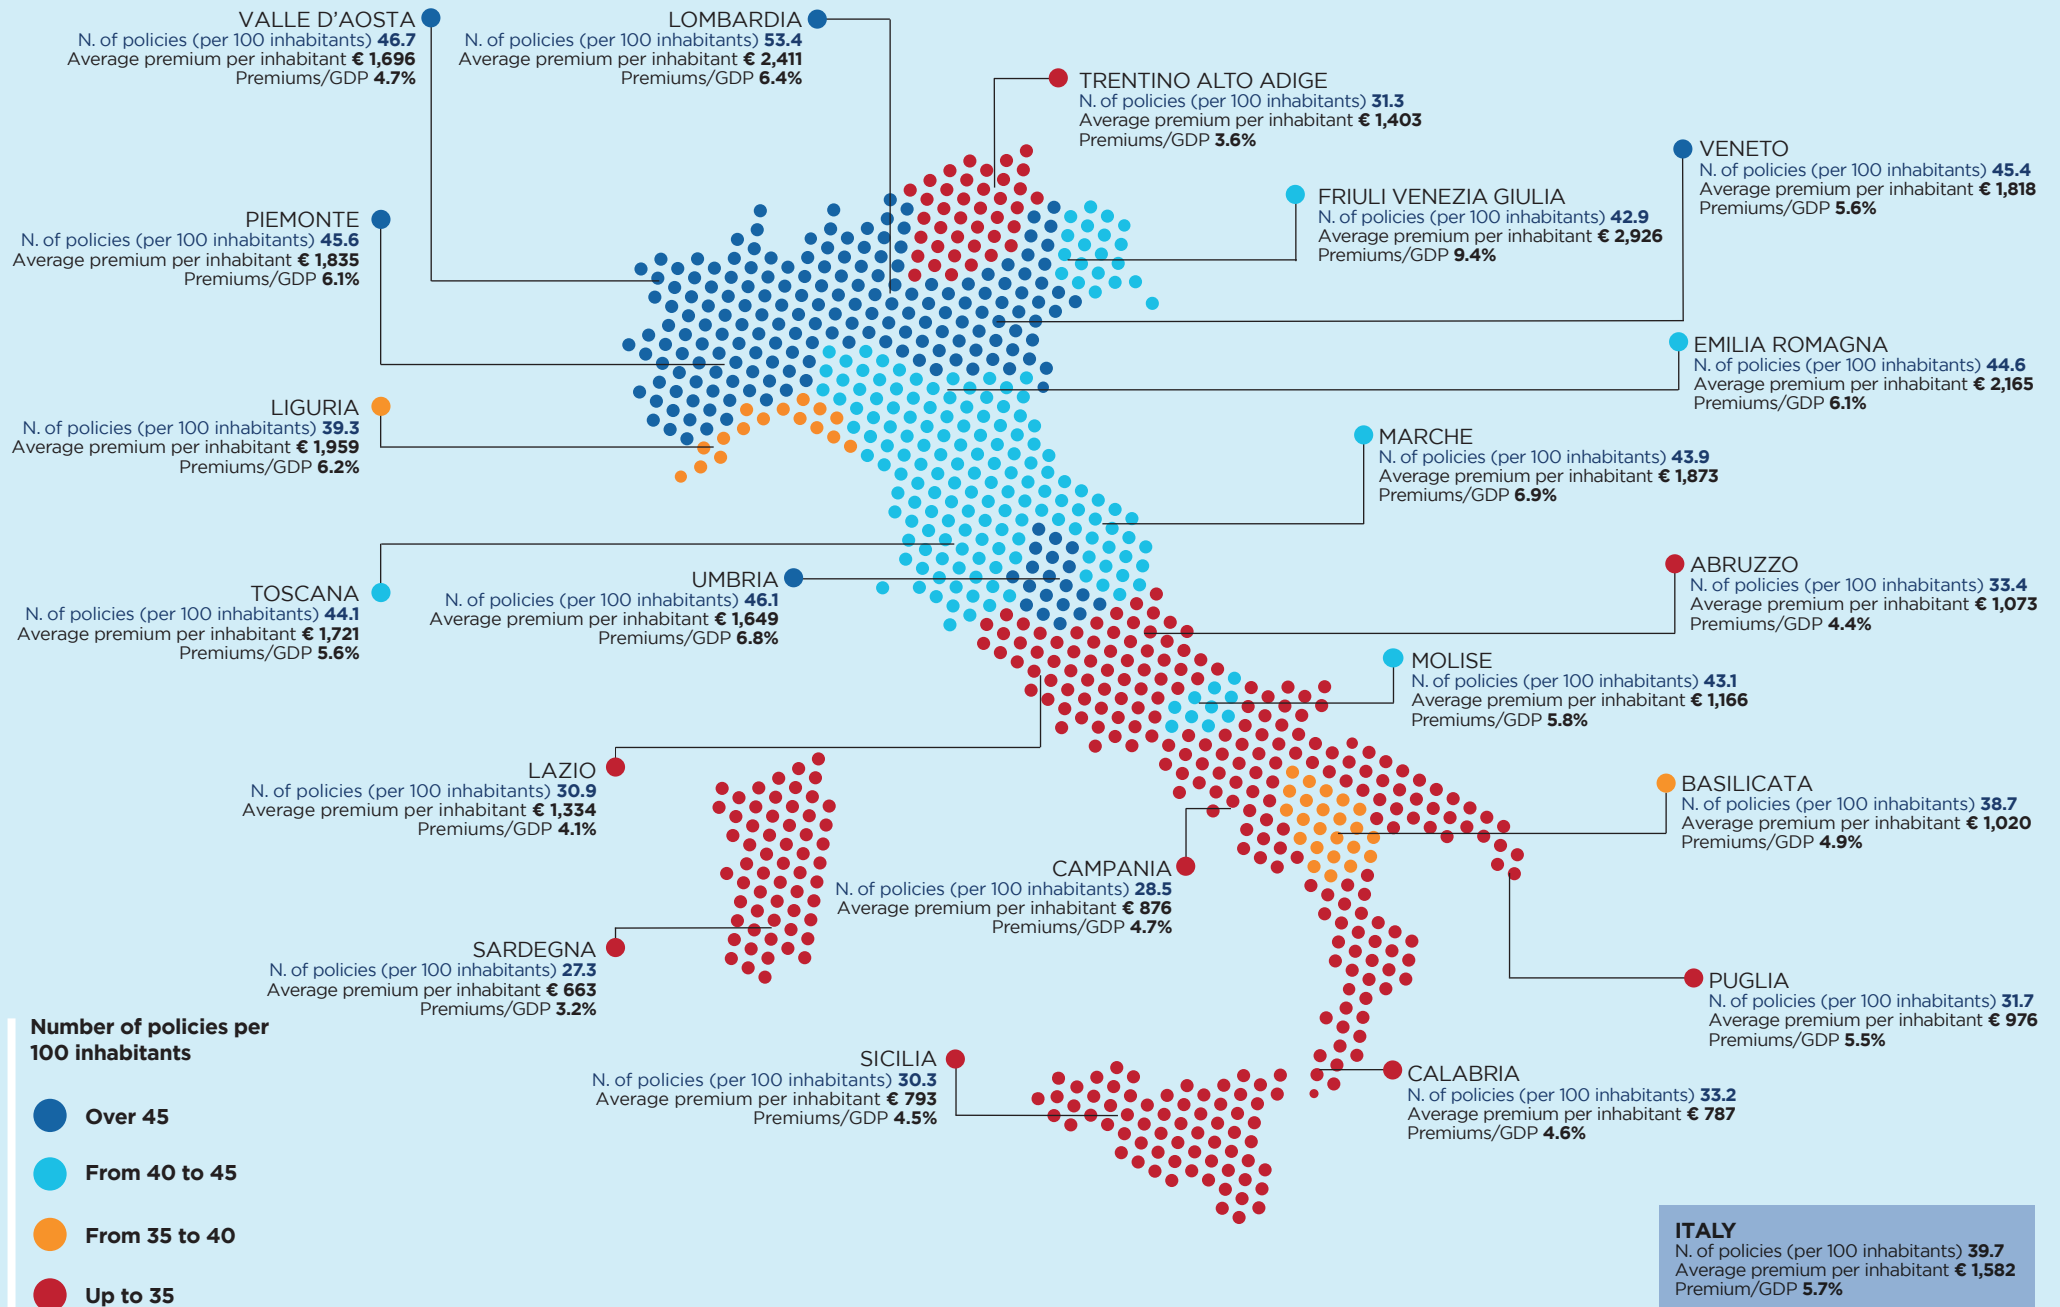 VALLE D'AOSTA
N. of policies (per 100 inhabitants) 46.7
Average premium per inhabitant € 1,696
Premiums/GDP 4.7%
LOMBARDIA
N. of policies (per 100 inhabitants) 53.4
Average premium per inhabitant € 2,411
Premiums/GDP 6.4%
TRENTINO ALTO ADIGE
N. of policies (per 100 inhabitants) 31.3
Average premium per inhabitant € 1,403
Premiums/GDP 3.6%
VENETO
N. of policies (per 100 inhabitants) 45.4
Average premium per inhabitant € 1,818
Premiums/GDP 5.6%
FRIULI VENEZIA GIULIA
N. of policies (per 100 inhabitants) 42.9
Average premium per inhabitant € 2,926
Premiums/GDP 9.4%
PIEMONTE
N. of policies (per 100 inhabitants) 45.6
Average premium per inhabitant € 1,835
Premiums/GDP 6.1%
EMILIA ROMAGNA
N. of policies (per 100 inhabitants) 44.6
Average premium per inhabitant € 2,165
Premiums/GDP 6.1%
LIGURIA
N. of policies (per 100 inhabitants) 39.3
Average premium per inhabitant € 1,959
Premiums/GDP 6.2%
MARCHE
N. of policies (per 100 inhabitants) 43.9
Average premium per inhabitant € 1,873
Premiums/GDP 6.9%
TOSCANA
N. of policies (per 100 inhabitants) 44.1
Average premium per inhabitant € 1,721
Premiums/GDP 5.6%
UMBRIA
N. of policies (per 100 inhabitants) 46.1
Average premium per inhabitant € 1,649
Premiums/GDP 6.8%
ABRUZZO
N. of policies (per 100 inhabitants) 33.4
Average premium per inhabitant € 1,073
Premiums/GDP 4.4%
MOLISE
N. of policies (per 100 inhabitants) 43.1
Average premium per inhabitant € 1,166
Premiums/GDP 5.8%
LAZIO
N. of policies (per 100 inhabitants) 30.9
Average premium per inhabitant € 1,334
Premiums/GDP 4.1%
BASILICATA
N. of policies (per 100 inhabitants) 38.7
Average premium per inhabitant € 1,020
Premiums/GDP 4.9%
CAMPANIA
N. of policies (per 100 inhabitants) 28.5
Average premium per inhabitant € 876
Premiums/GDP 4.7%
SARDEGNA
N. of policies (per 100 inhabitants) 27.3
Average premium per inhabitant € 663
Premiums/GDP 3.2%
PUGLIA
N. of policies (per 100 inhabitants) 31.7
Average premium per inhabitant € 976
Premiums/GDP 5.5%
SICILIA
N. of policies (per 100 inhabitants) 30.3
Average premium per inhabitant € 793
Premiums/GDP 4.5%
CALABRIA
N. of policies (per 100 inhabitants) 33.2
Average premium per inhabitant € 787
Premiums/GDP 4.6%
Number of policies per
100 inhabitants
Over 45
From 40 to 45
From 35 to 40
Up to 35
ITALY
N. of policies (per 100 inhabitants) 39.7
Average premium per inhabitant € 1,582
Premium/GDP 5.7%